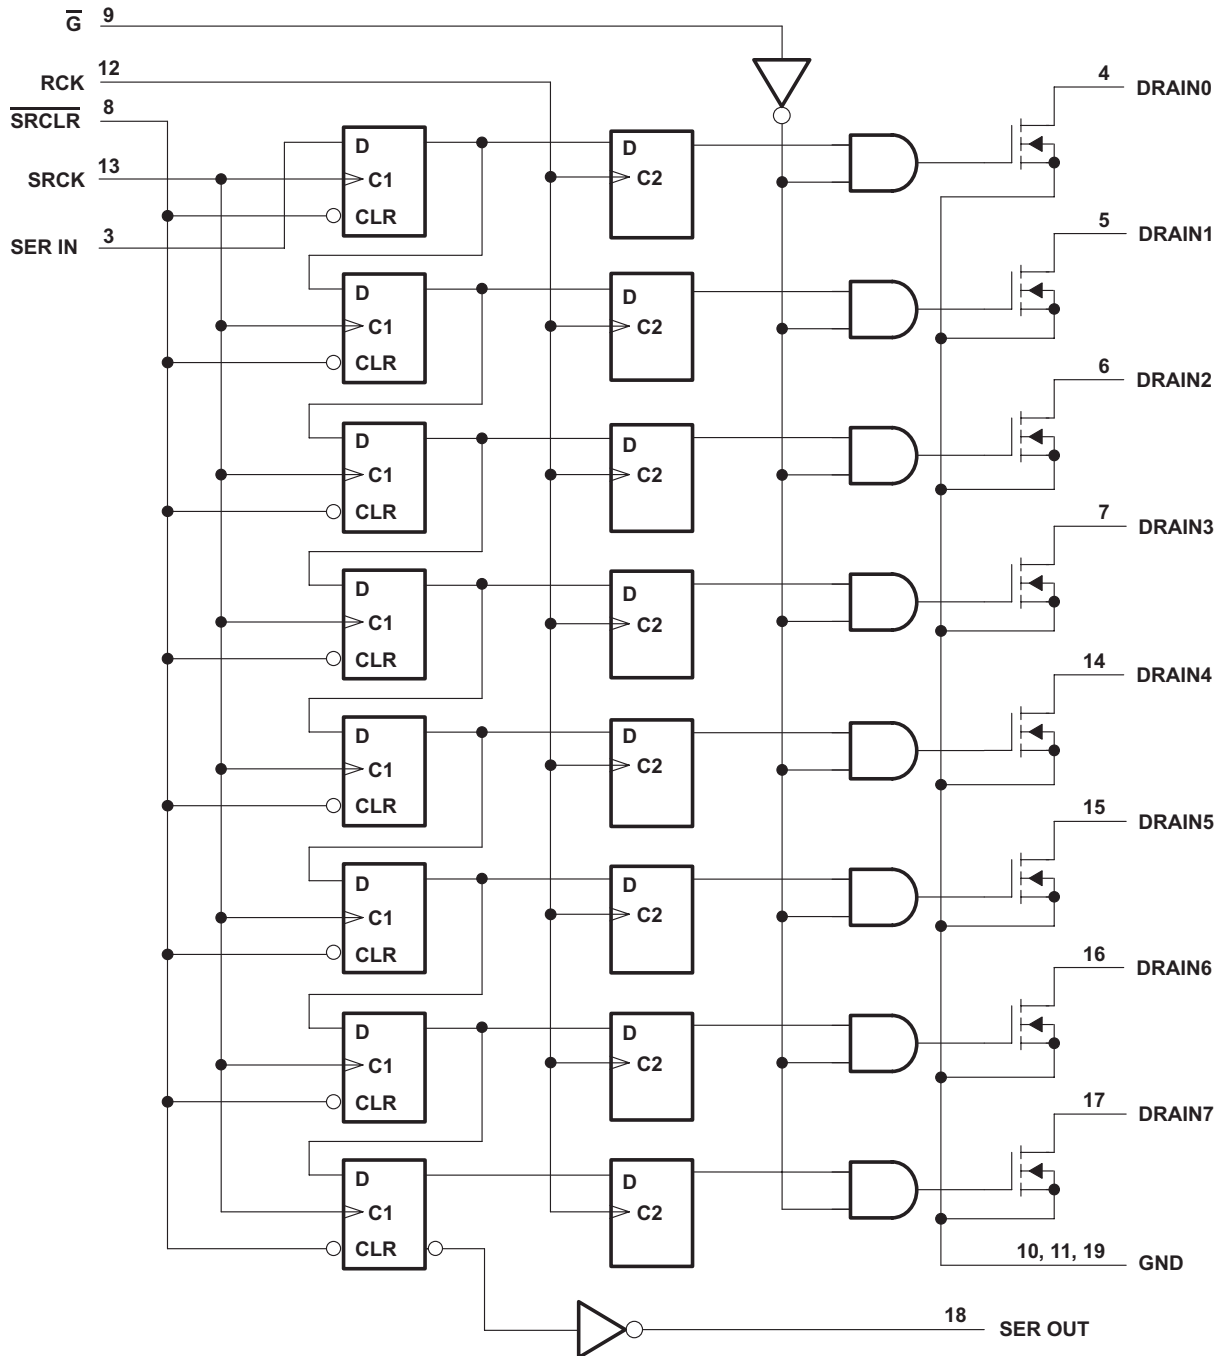 G 9
RCK 12
SRCLR 8
SRCK 13
SER IN 3
D
C1
CLR
D
C2
4 DRAIN0
D
C1
CLR
D
C2
5 DRAIN1
D
C1
CLR
D
C2
6 DRAIN2
D
C1
CLR
D
C2
7 DRAIN3
D
C1
CLR
D
C2
14 DRAIN4
D
C1
CLR
D
C2
15 DRAIN5
D
C1
CLR
D
C2
16 DRAIN6
D
C1
CLR
D
C2
17 DRAIN7
10, 11, 19 GND
18 SER OUT